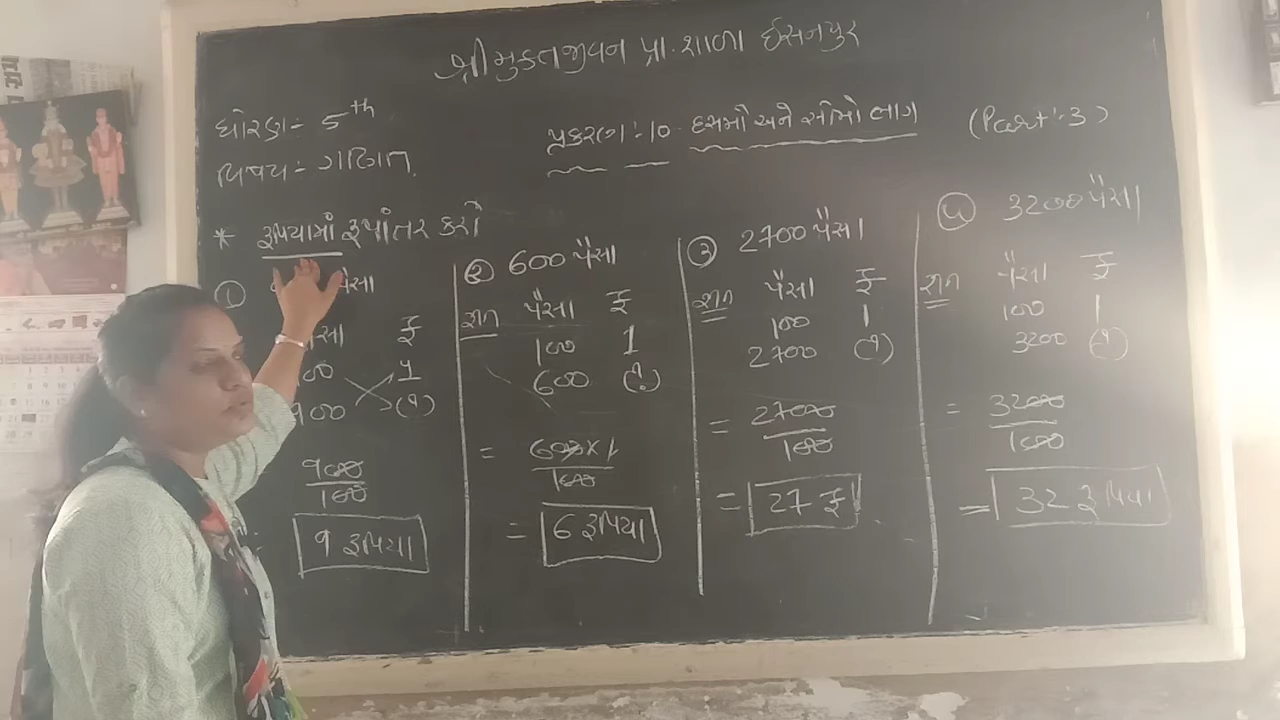 શ્રી મુક્તજીવન પ્રા. શાળા ઈસનપુર
ધોરણ:- 5th
વિષય:- ગણિત.
પ્રકરણ:-10. દસમાં અને સોમો ભાગ (Part:-3)
* રૂપિયામાં રૂપાંતર કરો
①
પૈસા
₹
900 (?)
900
100
9 રૂપિયા
② 600 પૈસા
રીત પૈસા ₹
100 1
600 (?)
= 600×1
100
= 6 રૂપિયા
③ 2700 પૈસા
રીત પૈસા ₹
100 1
2700 (?)
= 2700
100
= 27 ₹
3200 પૈસા
રીત પૈસા ₹
100 1
3200 (?)
= 3200
100
= 32 રૂપિયા